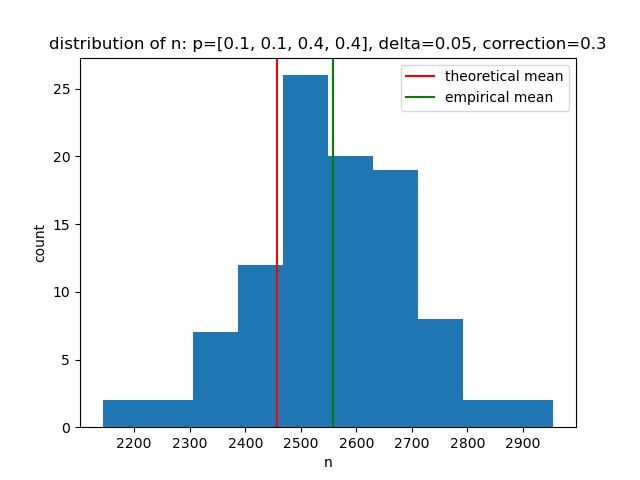 distribution of n: p=[0.1, 0.1, 0.4, 0.4], delta=0.05, correction=0.3
theoretical mean
empirical mean
25
20
15
10
5
0
count
2200 2300 2400 2500 2600 2700 2800 2900
n